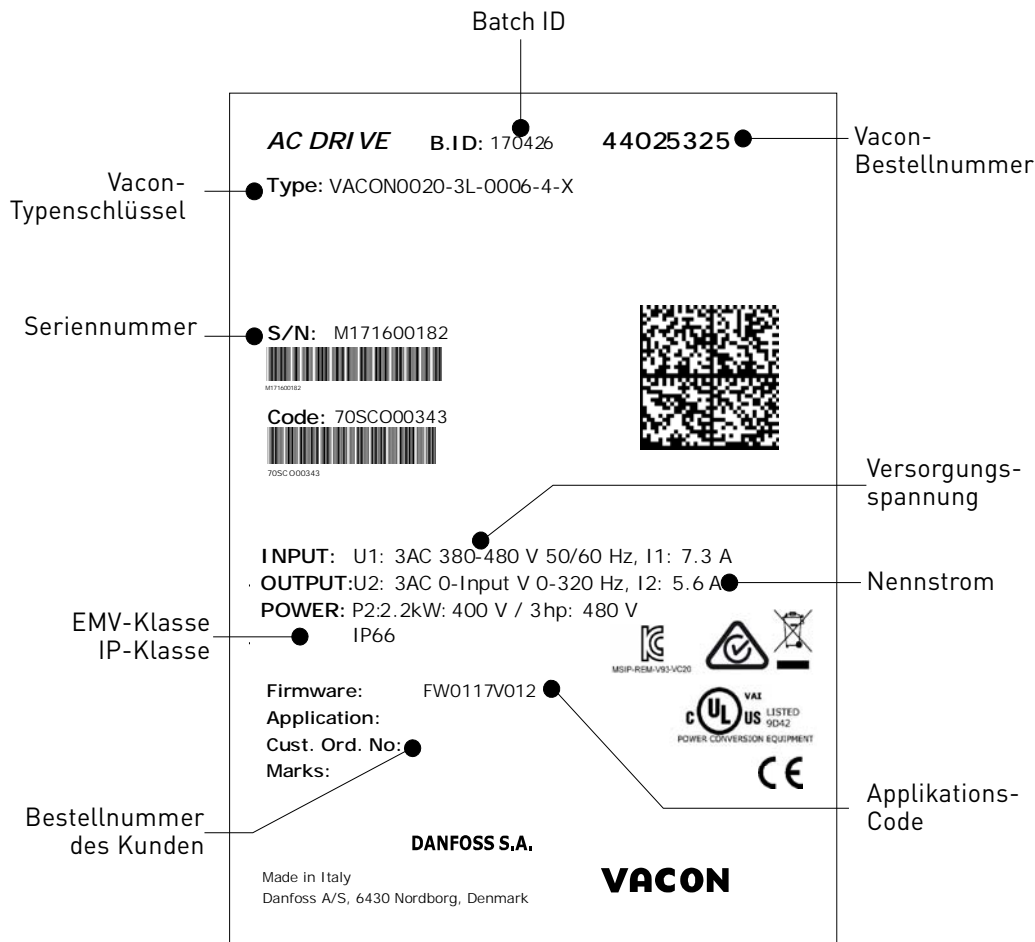 Batch ID
AC DRIVE B.ID: 170426 44025325
Vacon-
Bestellnummer
Vacon-
Typenschlüssel
Type: VACON0020-3L-0006-4-X
Seriennummer
S/N: M171600182
M171600182
Code: 70SCO00343
70SCO00343
Versorgungs-
spannung
INPUT: U1: 3AC 380-480 V 50/60 Hz, I1: 7.3 A
OUTPUT:U2: 3AC 0-Input V 0-320 Hz, I2: 5.6 A
Nennstrom
POWER: P2:2.2kW: 400 V / 3hp: 480 V
EMV-Klasse
IP-Klasse
IP66
MSIP-REM-V93-VC20
Firmware: FW0117V012
Application:
Cust. Ord. No:
Marks:
VAI
C UL US LISTED
9D42
POWER CONVERSION EQUIPMENT
CE
Applikations-
Code
Bestellnummer
des Kunden
DANFOSS S.A.
Made in Italy
Danfoss A/S, 6430 Nordborg, Denmark
VACON